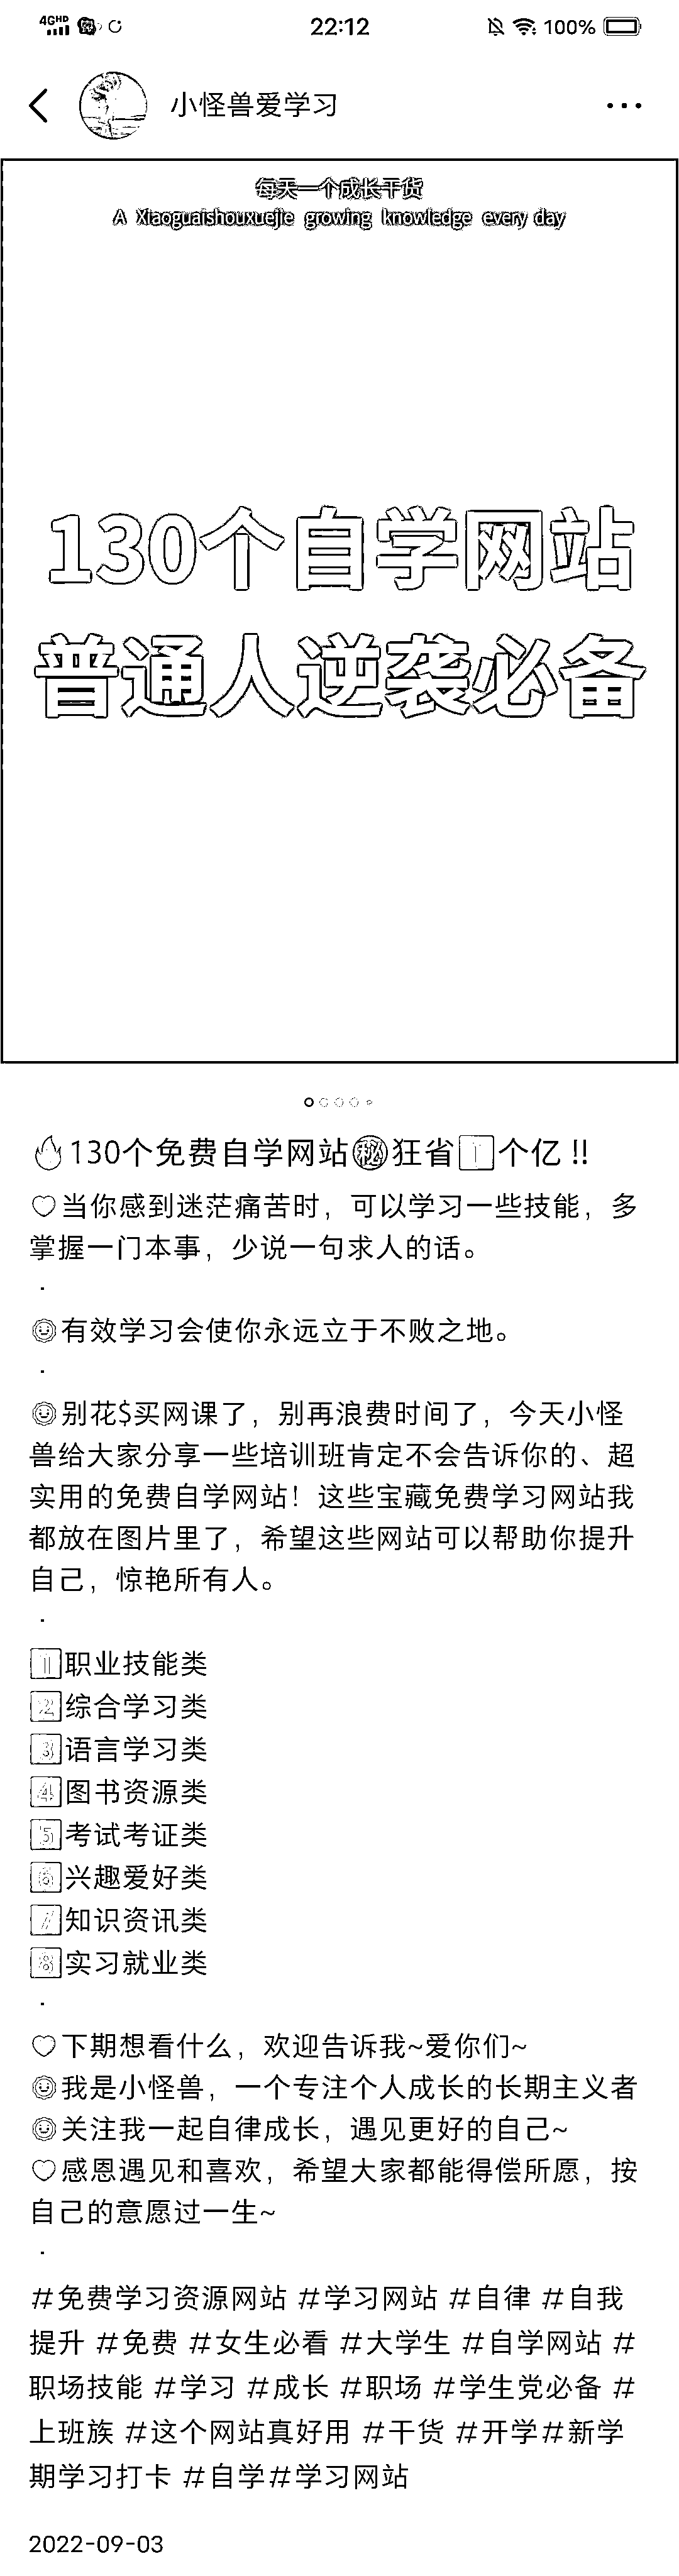 4GHD 22:12 100%
小怪兽爱学习
每天一个成长干货
A Xiaoguaishouxuejie growing knowledge every day
130个自学网站
普通人逆袭必备
🔥130个免费自学网站㊙️狂省1️⃣个亿‼️
♡当你感到迷茫痛苦时，可以学习一些技能，多
掌握一门本事，少说一句求人的话。
.
🌞有效学习会使你永远立于不败之地。
.
🌞别花$买网课了，别再浪费时间了，今天小怪
兽给大家分享一些培训班肯定不会告诉你的、超
实用的免费自学网站！这些宝藏免费学习网站我
都放在图片里了，希望这些网站可以帮助你提升
自己，惊艳所有人。
.
1️⃣职业技能类
2️⃣综合学习类
3️⃣语言学习类
4️⃣图书资源类
5️⃣考试考证类
6️⃣兴趣爱好类
7️⃣知识资讯类
8️⃣实习就业类
.
♡下期想看什么，欢迎告诉我~爱你们~
🌞我是小怪兽，一个专注个人成长的长期主义者
🌞关注我一起自律成长，遇见更好的自己~
♡感恩遇见和喜欢，希望大家都能得偿所愿，按
自己的意愿过一生~
.
#免费学习资源网站 #学习网站 #自律 #自我
提升 #免费 #女生必看 #大学生 #自学网站 #
职场技能 #学习 #成长 #职场 #学生党必备 #
上班族 #这个网站真好用 #干货 #开学#新学
期学习打卡 #自学#学习网站
2022-09-03